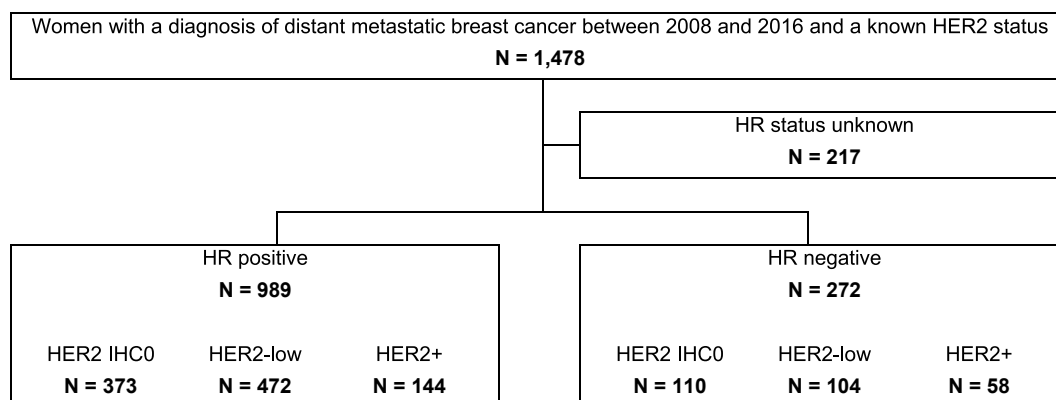 Women with a diagnosis of distant metastatic breast cancer between 2008 and 2016 and a known HER2 status
N = 1,478
HR status unknown
N = 217
HR positive
N = 989
HER2 IHC0 HER2-low HER2+
N = 373 N = 472 N = 144
HR negative
N = 272
HER2 IHC0 HER2-low HER2+
N = 110 N = 104 N = 58